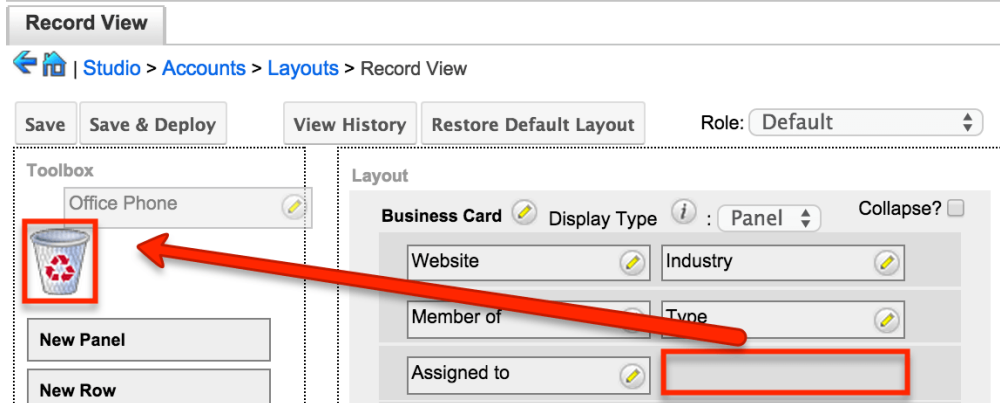 Record View
| Studio > Accounts > Layouts > Record View
Save Save & Deploy View History Restore Default Layout Role: Default
Toolbox
Office Phone
New Panel
New Row
Layout
Business Card Display Type i : Panel Collapse?
Website Industry
Member of Type
Assigned to